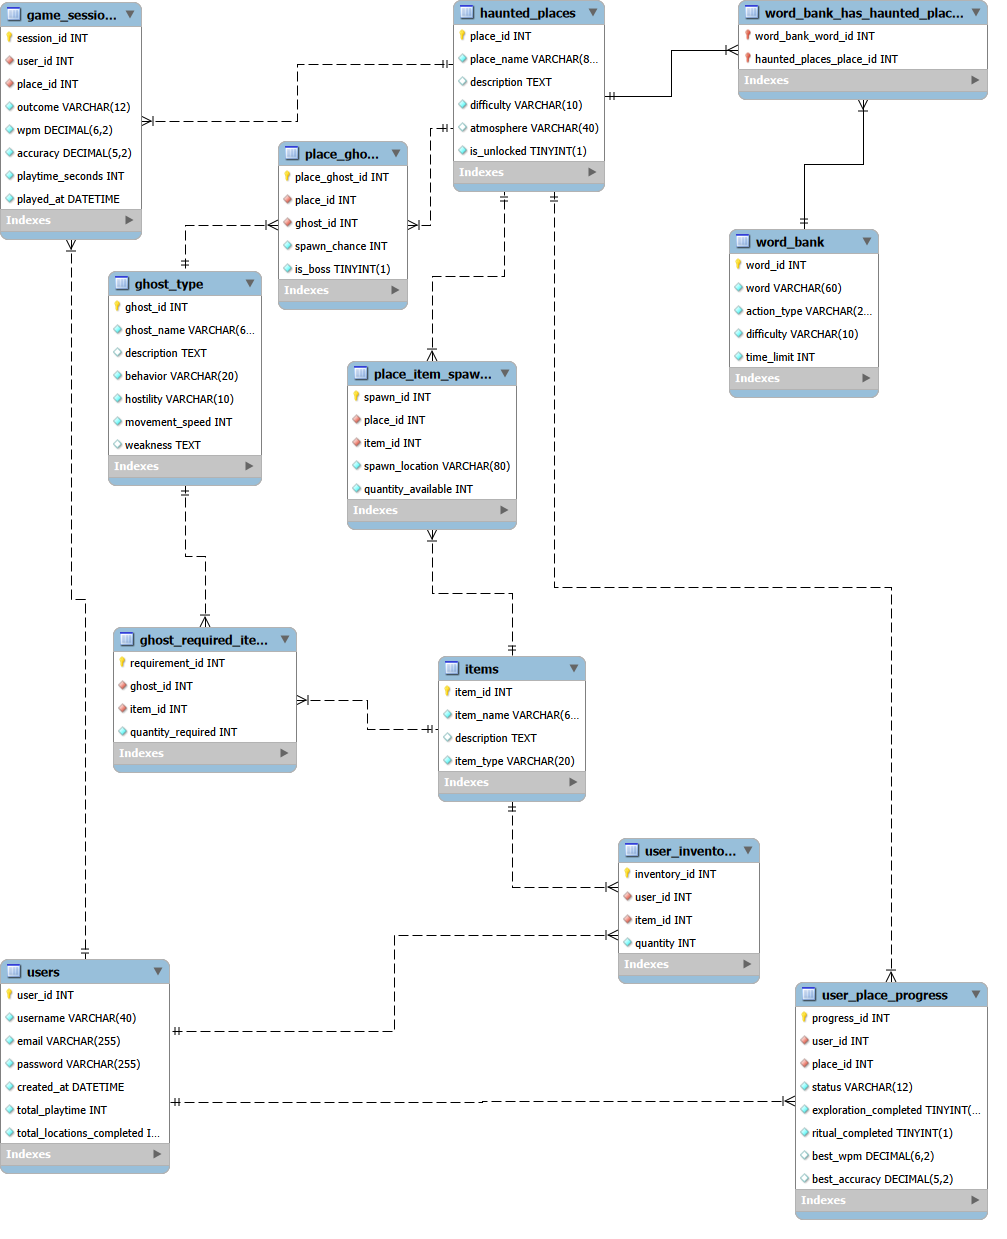 game_sessio...
session_id INT
user_id INT
place_id INT
outcome VARCHAR(12)
wpm DECIMAL(6,2)
accuracy DECIMAL(5,2)
playtime_seconds INT
played_at DATETIME
Indexes
haunted_places
place_id INT
place_name VARCHAR(8...
description TEXT
difficulty VARCHAR(10)
atmosphere VARCHAR(40)
is_unlocked TINYINT(1)
Indexes
word_bank_has_haunted_plac...
word_bank_word_id INT
haunted_places_place_id INT
Indexes
place_gho...
place_ghost_id INT
place_id INT
ghost_id INT
spawn_chance INT
is_boss TINYINT(1)
Indexes
word_bank
word_id INT
word VARCHAR(60)
action_type VARCHAR(2...
difficulty VARCHAR(10)
time_limit INT
Indexes
ghost_type
ghost_id INT
ghost_name VARCHAR(6...
description TEXT
behavior VARCHAR(20)
hostility VARCHAR(10)
movement_speed INT
weakness TEXT
Indexes
place_item_spaw...
spawn_id INT
place_id INT
item_id INT
spawn_location VARCHAR(80)
quantity_available INT
Indexes
ghost_required_ite...
requirement_id INT
ghost_id INT
item_id INT
quantity_required INT
Indexes
items
item_id INT
item_name VARCHAR(6...
description TEXT
item_type VARCHAR(20)
Indexes
user_invento...
inventory_id INT
user_id INT
item_id INT
quantity INT
Indexes
users
user_id INT
username VARCHAR(40)
email VARCHAR(255)
password VARCHAR(255)
created_at DATETIME
total_playtime INT
total_locations_completed I...
Indexes
user_place_progress
progress_id INT
user_id INT
place_id INT
status VARCHAR(12)
exploration_completed TINYINT(...
ritual_completed TINYINT(1)
best_wpm DECIMAL(6,2)
best_accuracy DECIMAL(5,2)
Indexes